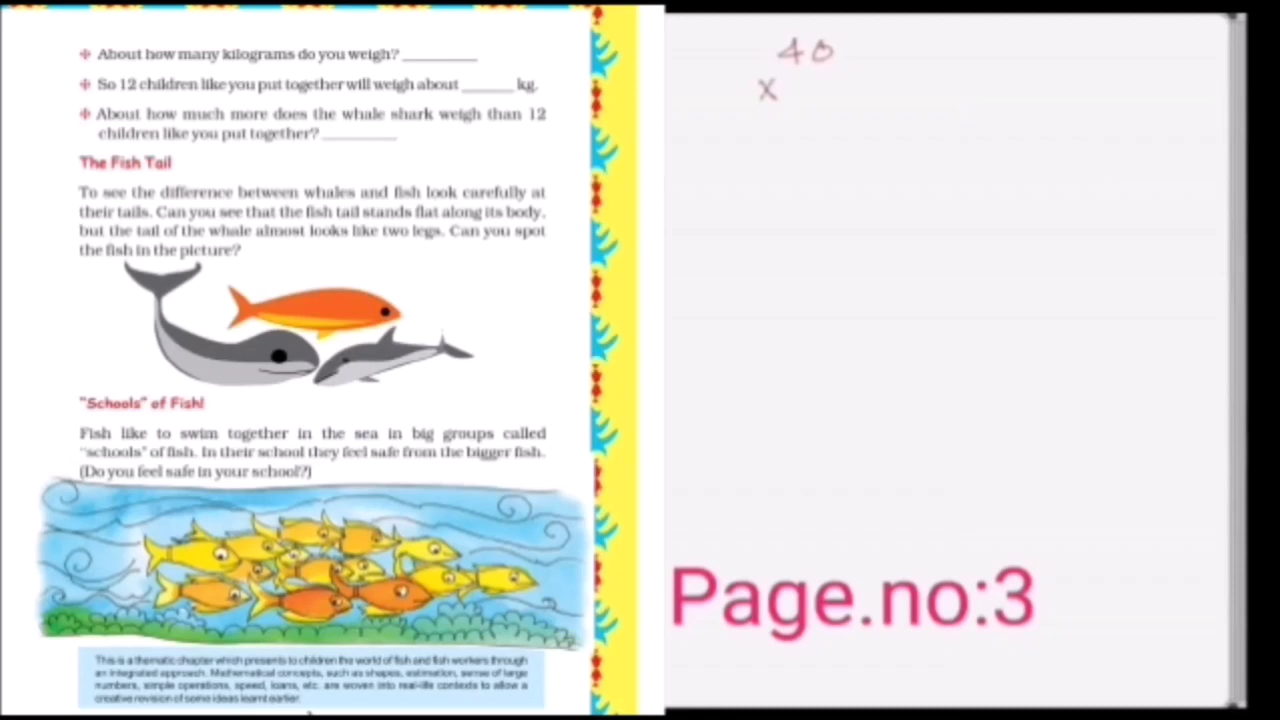 ✢ About how many kilograms do you weigh? __________
✢ So 12 children like you put together will weigh about _______ kg.
✢ About how much more does the whale shark weigh than 12
children like you put together? __________
The Fish Tail
To see the difference between whales and fish look carefully at
their tails. Can you see that the fish tail stands flat along its body,
but the tail of the whale almost looks like two legs. Can you spot
the fish in the picture?
"Schools" of Fish!
Fish like to swim together in the sea in big groups called
"schools" of fish. In their school they feel safe from the bigger fish.
(Do you feel safe in your school?)
This is a thematic chapter which presents to children the world of fish and fish workers through
an integrated approach. Mathematical concepts, such as shapes, estimation, sense of large
numbers, simple operations, speed, loans, etc. are woven into real-life contexts to allow a
creative revision of some ideas learnt earlier.
40
x
Page.no:3